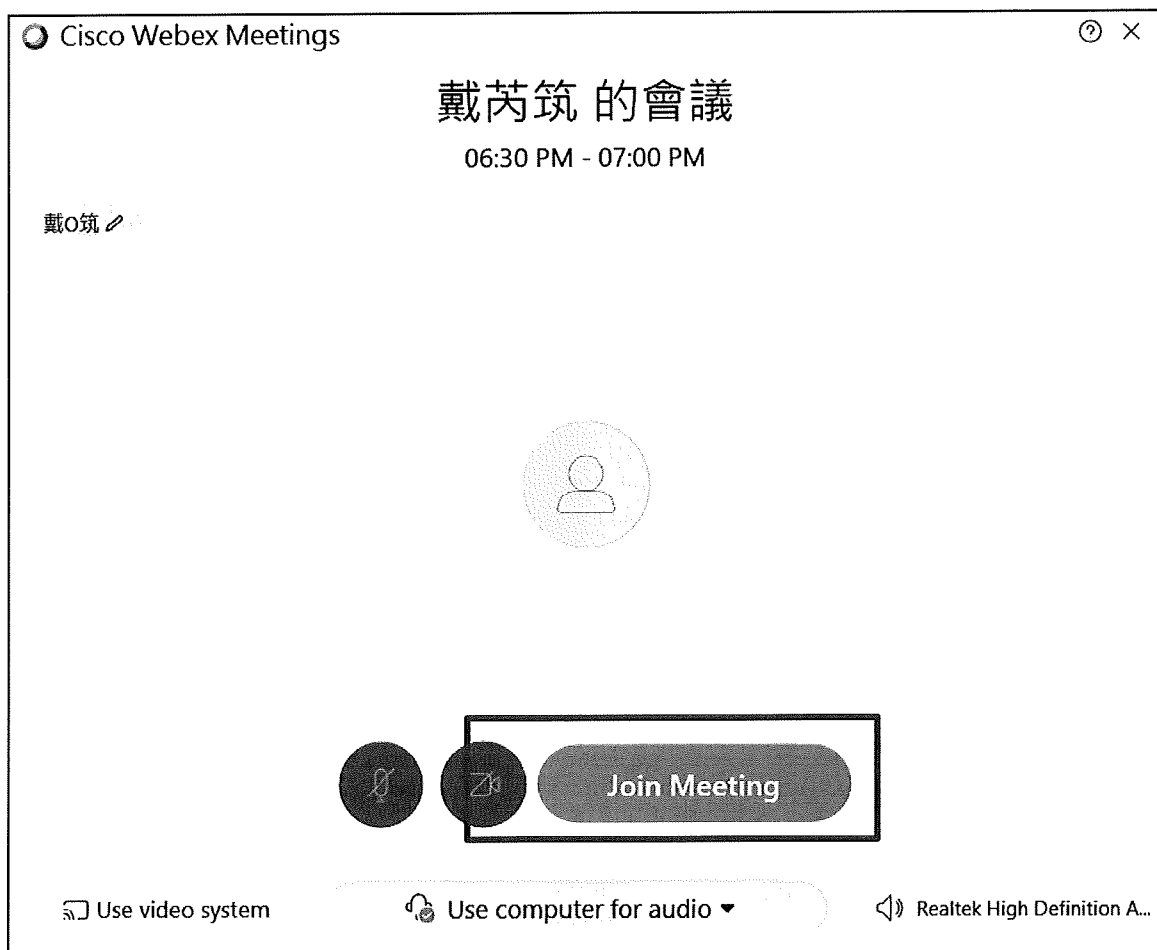 Cisco Webex Meetings
戴芮筑 的會議
06:30 PM - 07:00 PM
戴O筑
Join Meeting
Use video system
Use computer for audio
Realtek High Definition A...